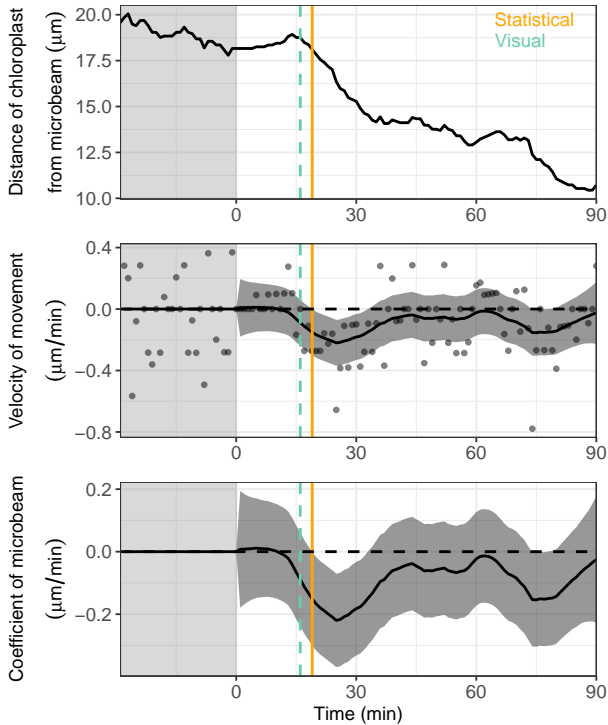 Statistical
Visual
Distance of chloroplast
from microbeam (μm)
20.0
17.5
15.0
12.5
10.0
0 30 60 90
Velocity of movement
(μm/min)
0.4
0.0
−0.4
−0.8
0 30 60 90
Coefficient of microbeam
(μm/min)
0.2
0.0
−0.2
0 30 60 90
Time (min)